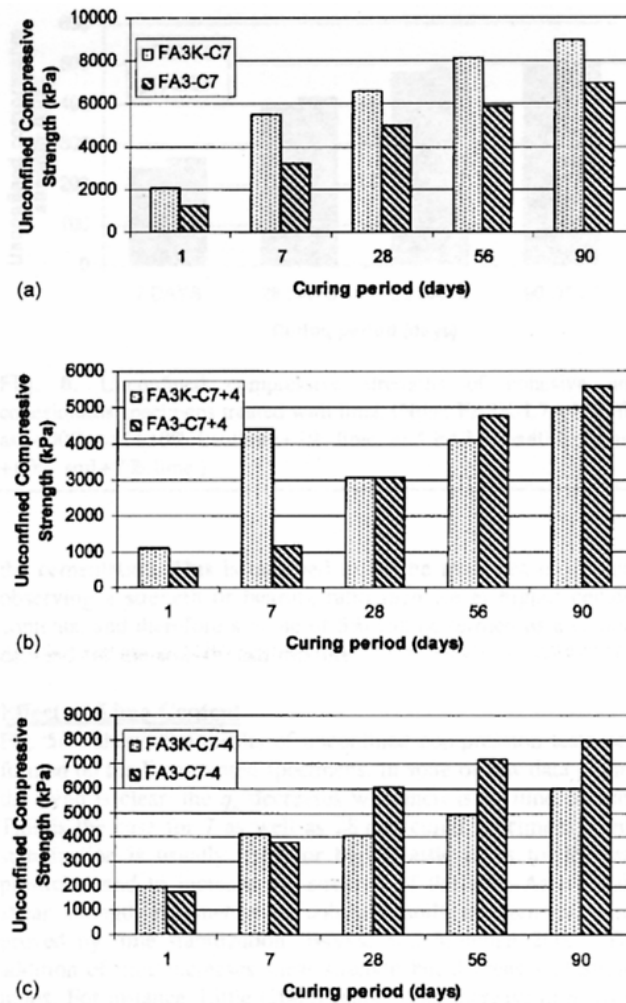 10000
8000
6000
4000
2000
0
Unconfined Compressive
Strength (kPa)
FA3K-C7
FA3-C7
1 7 28 56 90
Curing period (days)
(a)
6000
5000
4000
3000
2000
1000
0
Unconfined Compressive
Strength (kPa)
FA3K-C7+4
FA3-C7+4
1 7 28 56 90
Curing period (days)
(b)
9000
8000
7000
6000
5000
4000
3000
2000
1000
0
Unconfined Compressive
Strength (kPa)
FA3K-C7-4
FA3-C7-4
1 7 28 56 90
Curing period (days)
(c)